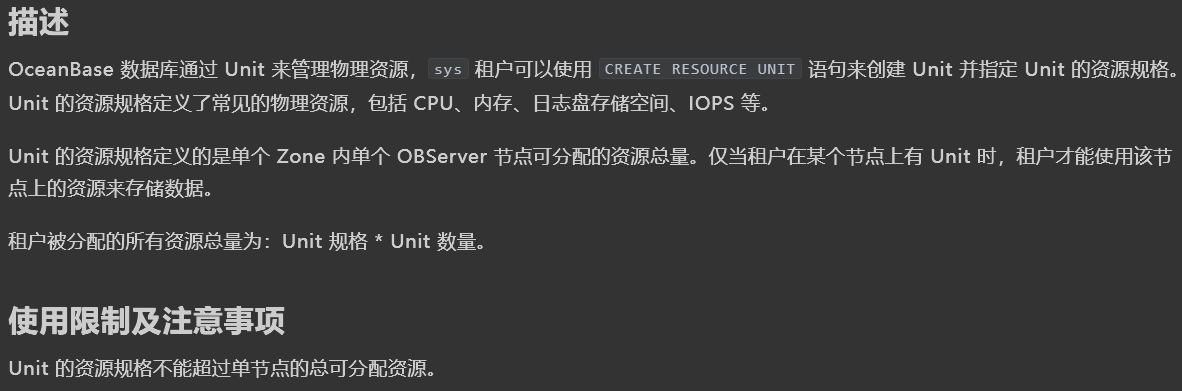 描述
OceanBase 数据库通过 Unit 来管理物理资源，sys 租户可以使用 CREATE RESOURCE UNIT 语句来创建 Unit 并指定 Unit 的资源规格。
Unit 的资源规格定义了常见的物理资源，包括 CPU、内存、日志盘存储空间、IOPS 等。
Unit 的资源规格定义的是单个 Zone 内单个 OBServer 节点可分配的资源总量。仅当租户在某个节点上有 Unit 时，租户才能使用该节
点上的资源来存储数据。
租户被分配的所有资源总量为：Unit 规格 * Unit 数量。
使用限制及注意事项
Unit 的资源规格不能超过单节点的总可分配资源。